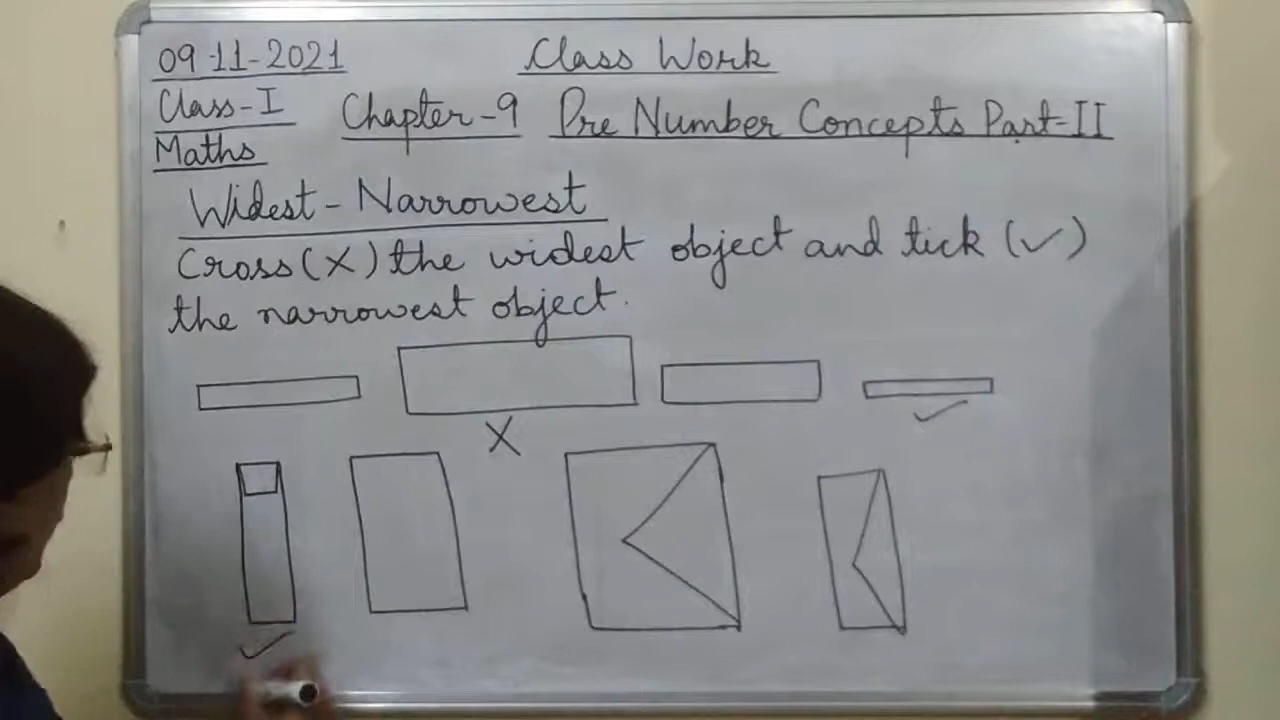 09-11-2021 Class Work
Class-I Chapter-9 Pre Number Concepts Part-II
Maths
Widest-Narrowest
Cross(X) the widest object and tick (✓)
the narrowest object.
X ✓
✓